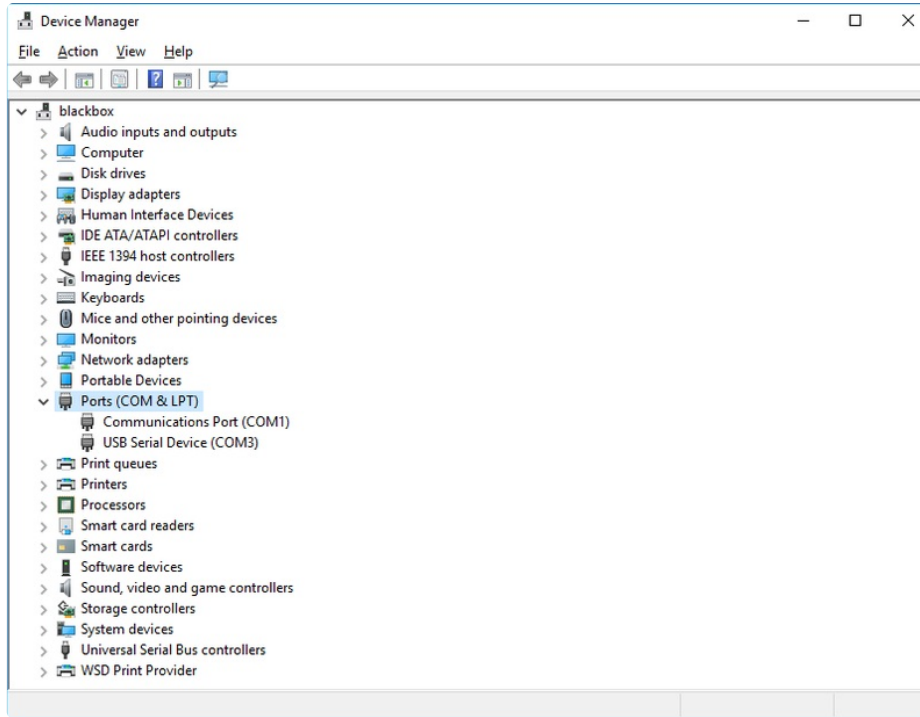 Device Manager
File Action View Help
blackbox
Audio inputs and outputs
Computer
Disk drives
Display adapters
Human Interface Devices
IDE ATA/ATAPI controllers
IEEE 1394 host controllers
Imaging devices
Keyboards
Mice and other pointing devices
Monitors
Network adapters
Portable Devices
Ports (COM & LPT)
Communications Port (COM1)
USB Serial Device (COM3)
Print queues
Printers
Processors
Smart card readers
Smart cards
Software devices
Sound, video and game controllers
Storage controllers
System devices
Universal Serial Bus controllers
WSD Print Provider